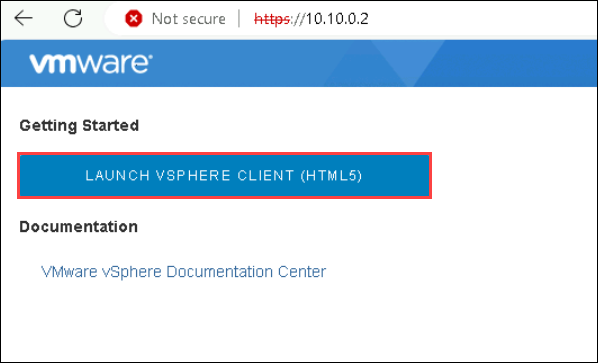 Not secure | https://10.10.0.2
vmware®
Getting Started
LAUNCH VSPHERE CLIENT (HTML5)
Documentation
VMware vSphere Documentation Center